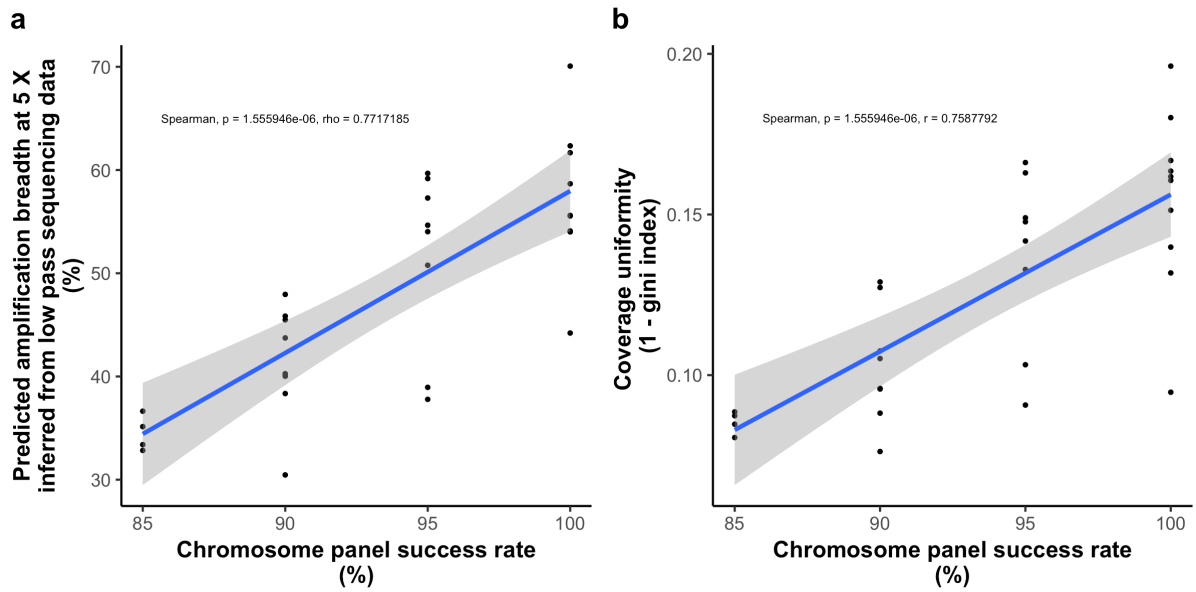 a
Predicted amplification breadth at 5 X
inferred from low pass sequencing data
(%)
70
60
50
40
30
Spearman, p = 1.555946e-06, rho = 0.7717185
85
90
95
100
Chromosome panel success rate
(%)
b
Coverage uniformity
(1 - gini index)
0.20
0.15
0.10
Spearman, p = 1.555946e-06, r = 0.7587792
85
90
95
100
Chromosome panel success rate
(%)